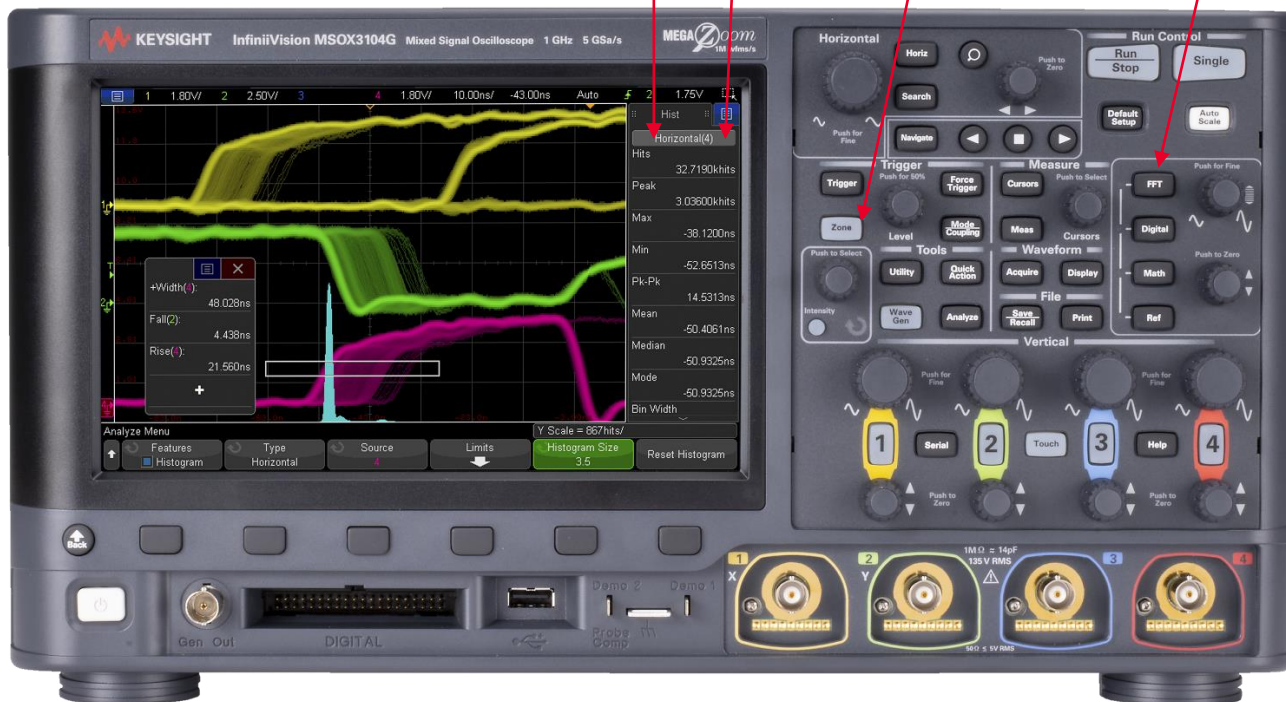 KEYSIGHT InfiniiVision MSOX3104G Mixed Signal Oscilloscope 1 GHz 5 GSa/s
MEGA Zoom
1M wfms/s
1 1.80V/ 2 2.50V/ 3 4 1.80V/ 10.00ns/ -43.00ns Auto 2 1.75V
Hist
Horizontal(4)
Hits
32.7190khits
Peak
3.03600khits
Max
-38.1200ns
Min
-52.6513ns
Pk-Pk
14.5313ns
Mean
-50.4061ns
Median
-50.9325ns
Mode
-50.9325ns
Bin Width
+Width(4):
48.028ns
Fall(2):
4.438ns
Rise(4):
21.560ns
+
1
T
2
4
Analyze Menu
Y Scale = 867hits/
Features
Histogram
Type
Horizontal
Source
4
Limits
Histogram Size
3.5
Reset Histogram
Back
Gen Out
DIGITAL
Demo 2
Demo 1
Probe
Comp
Horizontal
Push for
Fine
Horiz
Search
Navigate
Push to
Zero
Run Control
Run
Stop
Single
Default
Setup
Auto
Scale
Trigger
Trigger
Push for 50%
Force
Trigger
Zone
Level
Mode
Coupling
Measure
Cursors
Push to Select
Meas
Cursors
FFT
Push for Fine
Digital
Math
Push to Zero
Ref
Push to Select
Intensity
Tools
Utility
Quick
Action
Wave
Gen
Analyze
Waveform
Acquire
Display
File
Save
Recall
Print
Vertical
Push for
Fine
Push for
Fine
1
Serial
2
Touch
3
Help
4
Push to
Zero
Push to
Zero
1
X
2
Y
1MΩ ≈ 14pF
135 V RMS
3
4
50Ω ≤ 5V RMS